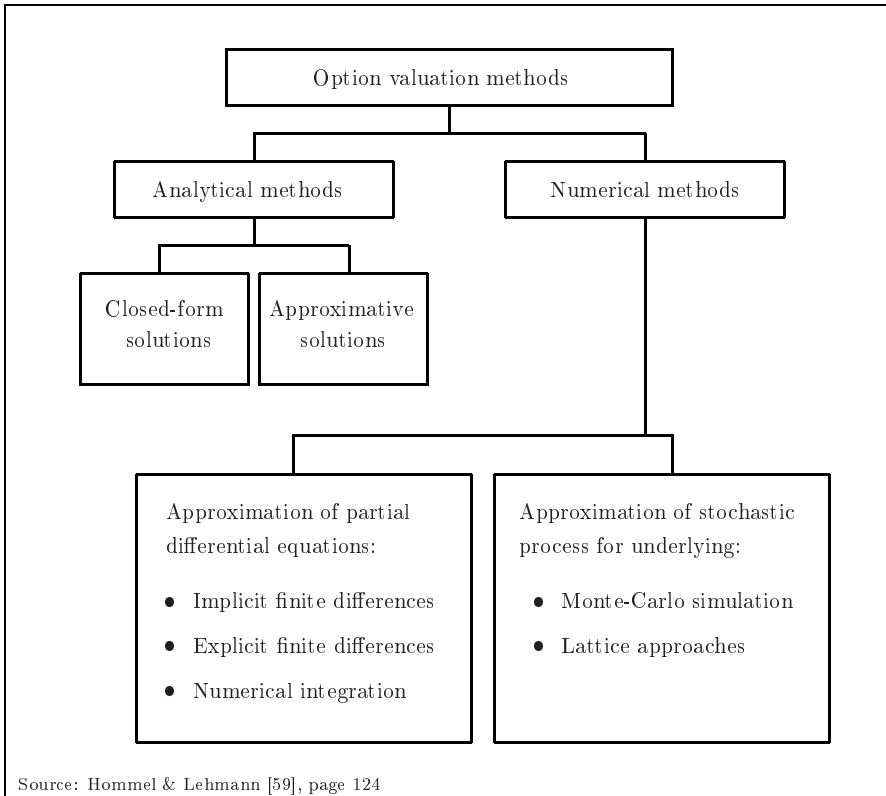 Option valuation methods
Analytical methods
Numerical methods
Closed-form
solutions
Approximative
solutions
Approximation of partial
differential equations:
• Implicit finite differences
• Explicit finite differences
• Numerical integration
Approximation of stochastic
process for underlying:
• Monte-Carlo simulation
• Lattice approaches
Source: Hommel & Lehmann [59], page 124